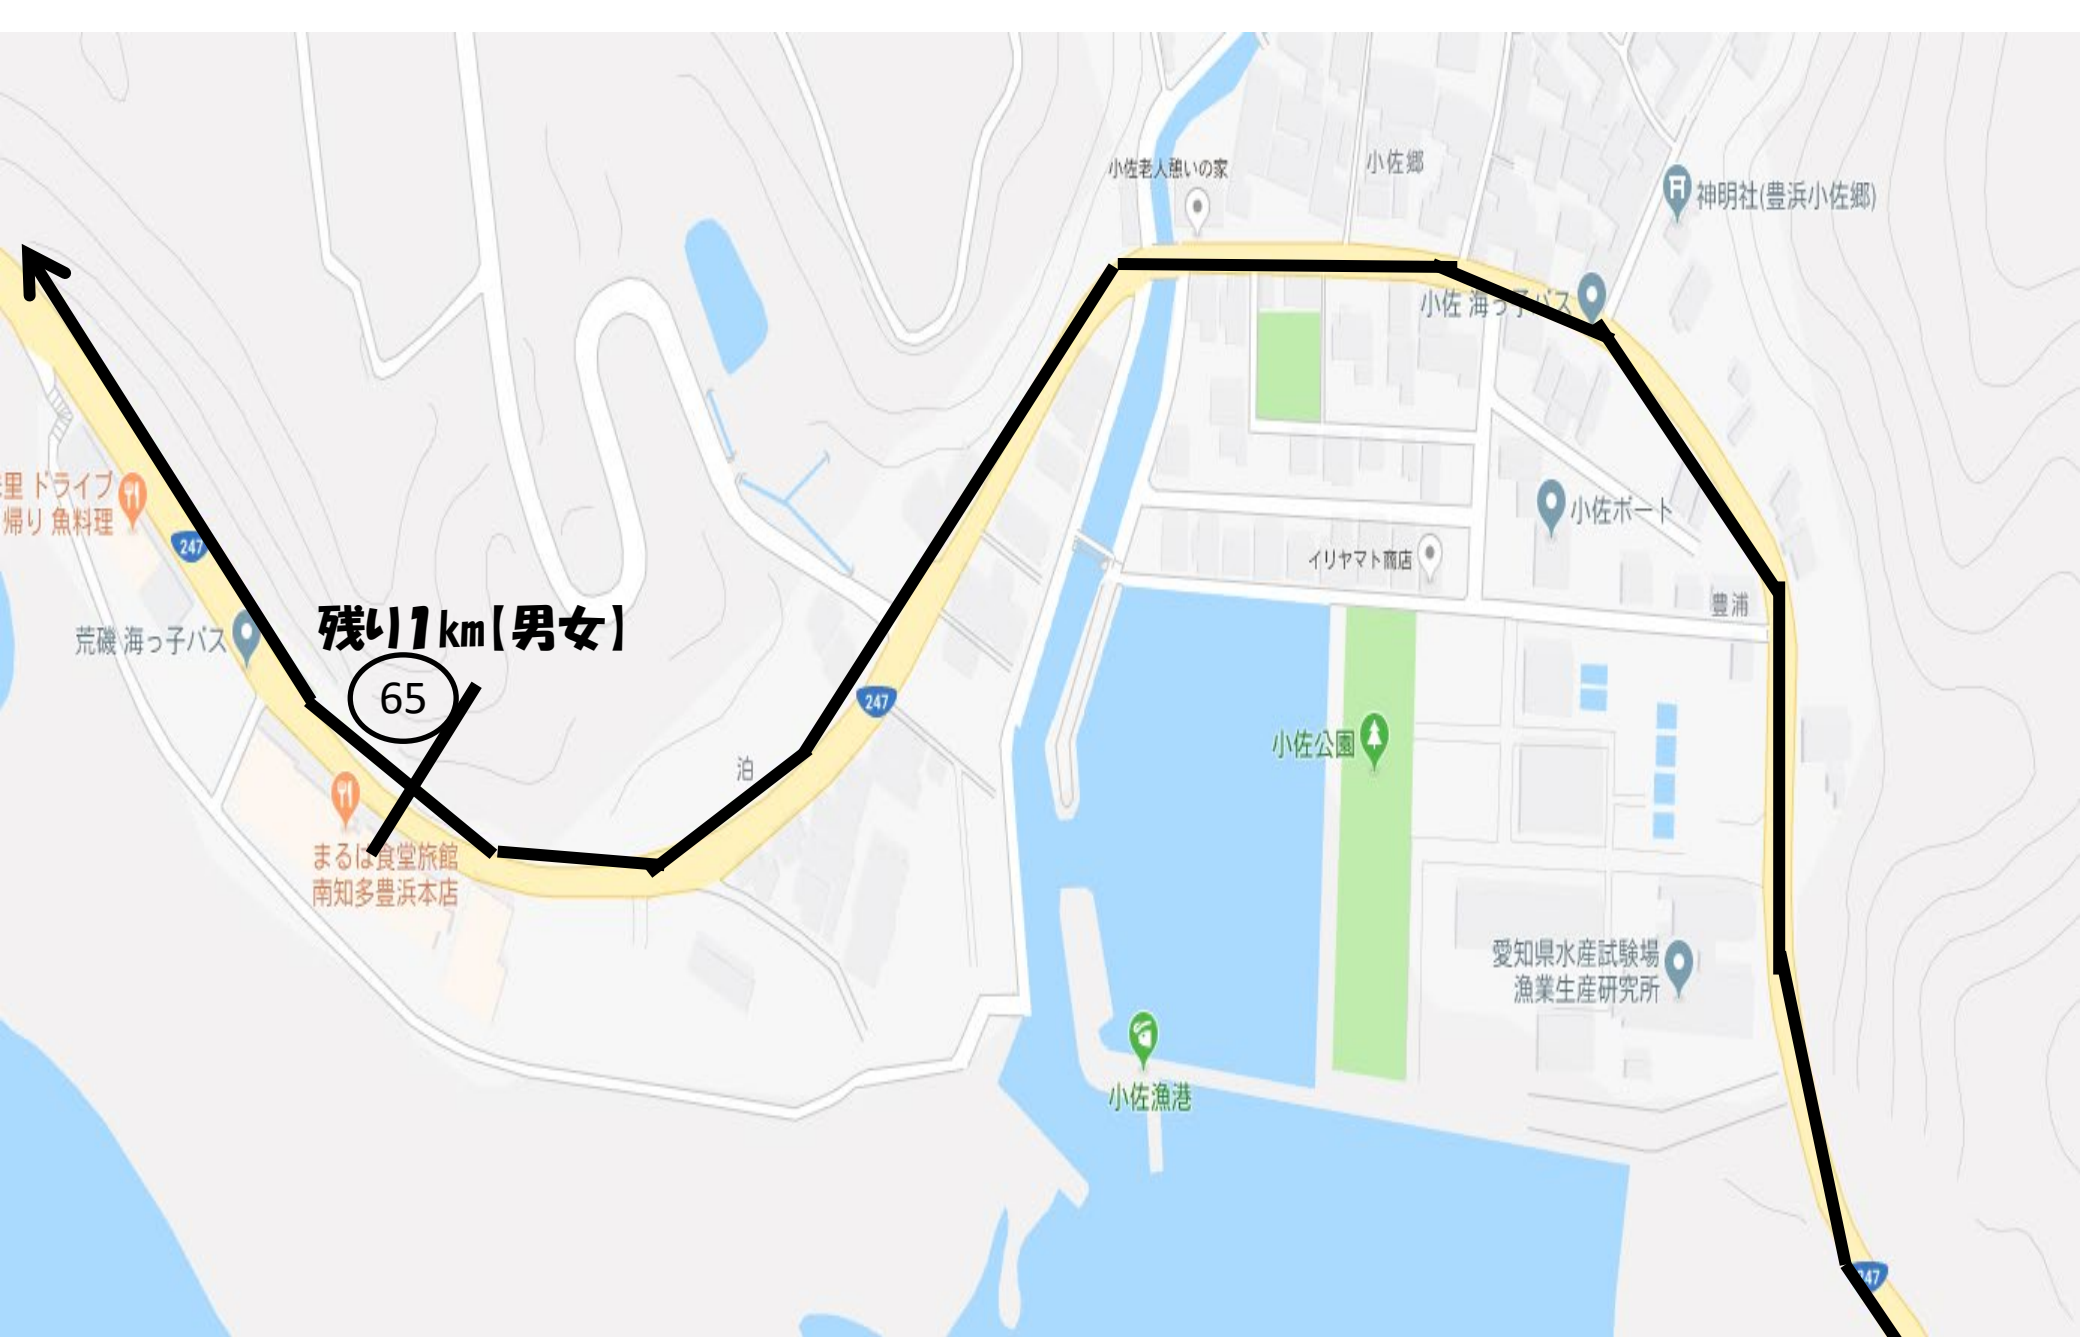 小佐老人憩いの家
小佐郷
神明社(豊浜小佐郷)
小佐 海っ子バス
里 ドライブ
帰り 魚料理
247
小佐ボート
イリヤマト商店
豊浦
荒磯 海っ子バス
残り1km【男女】
65
247
小佐公園
泊
まるは食堂旅館
南知多豊浜本店
愛知県水産試験場
漁業生産研究所
小佐漁港
247